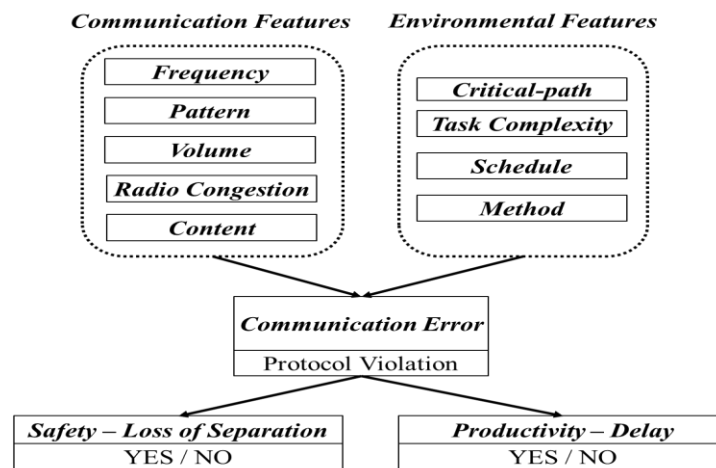 Communication Features
Environmental Features
Frequency
Pattern
Volume
Radio Congestion
Content
Critical-path
Task Complexity
Schedule
Method
Communication Error
Protocol Violation
Safety – Loss of Separation
YES / NO
Productivity – Delay
YES / NO